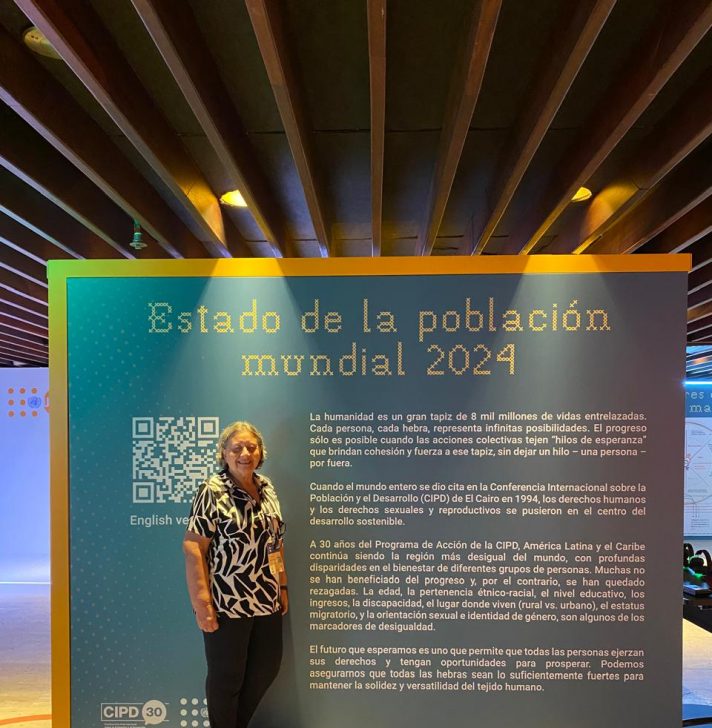 Estado de la población
mundial 2024
La humanidad es un gran tapiz de 8 mil millones de vidas entrelazadas.
Cada persona, cada hebra, representa infinitas posibilidades. El progreso
sólo es posible cuando las acciones colectivas tejen “hilos de esperanza”
que brindan cohesión y fuerza a ese tapiz, sin dejar un hilo – una persona –
por fuera.
Cuando el mundo entero se dio cita en la Conferencia Internacional sobre la
Población y el Desarrollo (CIPD) de El Cairo en 1994, los derechos humanos
y los derechos sexuales y reproductivos se pusieron en el centro del
desarrollo sostenible.
A 30 años del Programa de Acción de la CIPD, América Latina y el Caribe
continúa siendo la región más desigual del mundo, con profundas
disparidades en el bienestar de diferentes grupos de personas. Muchas no
se han beneficiado del progreso y, por el contrario, se han quedado
rezagadas. La edad, la pertenencia étnico-racial, el nivel educativo, los
ingresos, la discapacidad, el lugar donde viven (rural vs. urbano), el estatus
migratorio, y la orientación sexual e identidad de género, son algunos de los
marcadores de desigualdad.
El futuro que esperamos es uno que permite que todas las personas ejerzan
sus derechos y tengan oportunidades para prosperar. Podemos
asegurarnos que todas las hebras sean lo suficientemente fuertes para
mantener la solidez y versatilidad del tejido humano.
English ve
CIPD 30